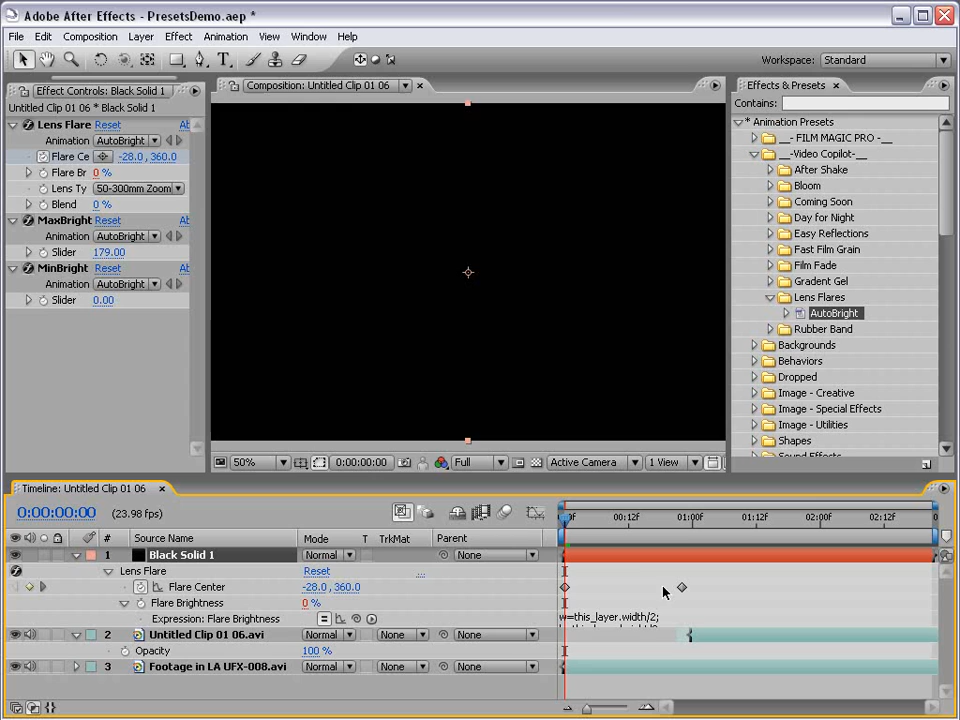 Adobe After Effects - PresetsDemo.aep *
File Edit Composition Layer Effect Animation View Window Help
Workspace: Standard
Effect Controls: Black Solid 1
Untitled Clip 01 06 * Black Solid 1
Lens Flare Reset Ab
Animation AutoBright
Flare Ce -28.0, 360.0
Flare Br 0 %
Lens Ty 50-300mm Zoom
Blend 0 %
MaxBright Reset Ab
Animation AutoBright
Slider 179.00
MinBright Reset Ab
Animation AutoBright
Slider 0.00
Composition: Untitled Clip 01 06
50% 0:00:00:00 Full Active Camera 1 View
Effects & Presets
Contains:
* Animation Presets
__- FILM MAGIC PRO -__
__-Video Copilot-__
After Shake
Bloom
Coming Soon
Day for Night
Easy Reflections
Fast Film Grain
Film Fade
Gradent Gel
Lens Flares
AutoBright
Rubber Band
Backgrounds
Behaviors
Dropped
Image - Creative
Image - Special Effects
Image - Utilities
Shapes
Sound Effects
Timeline: Untitled Clip 01 06
0:00:00:00 (23.98 fps)
00:12F 01:00F 01:12F 02:00F 02:12F
# Source Name Mode T TrkMat Parent
1 Black Solid 1 Normal None
Lens Flare Reset ...
Flare Center -28.0, 360.0
Flare Brightness 0 %
Expression: Flare Brightness w=this_layer.width/2;
2 Untitled Clip 01 06.avi Normal None None
Opacity 100 %
3 Footage in LA UFX-008.avi Normal None None